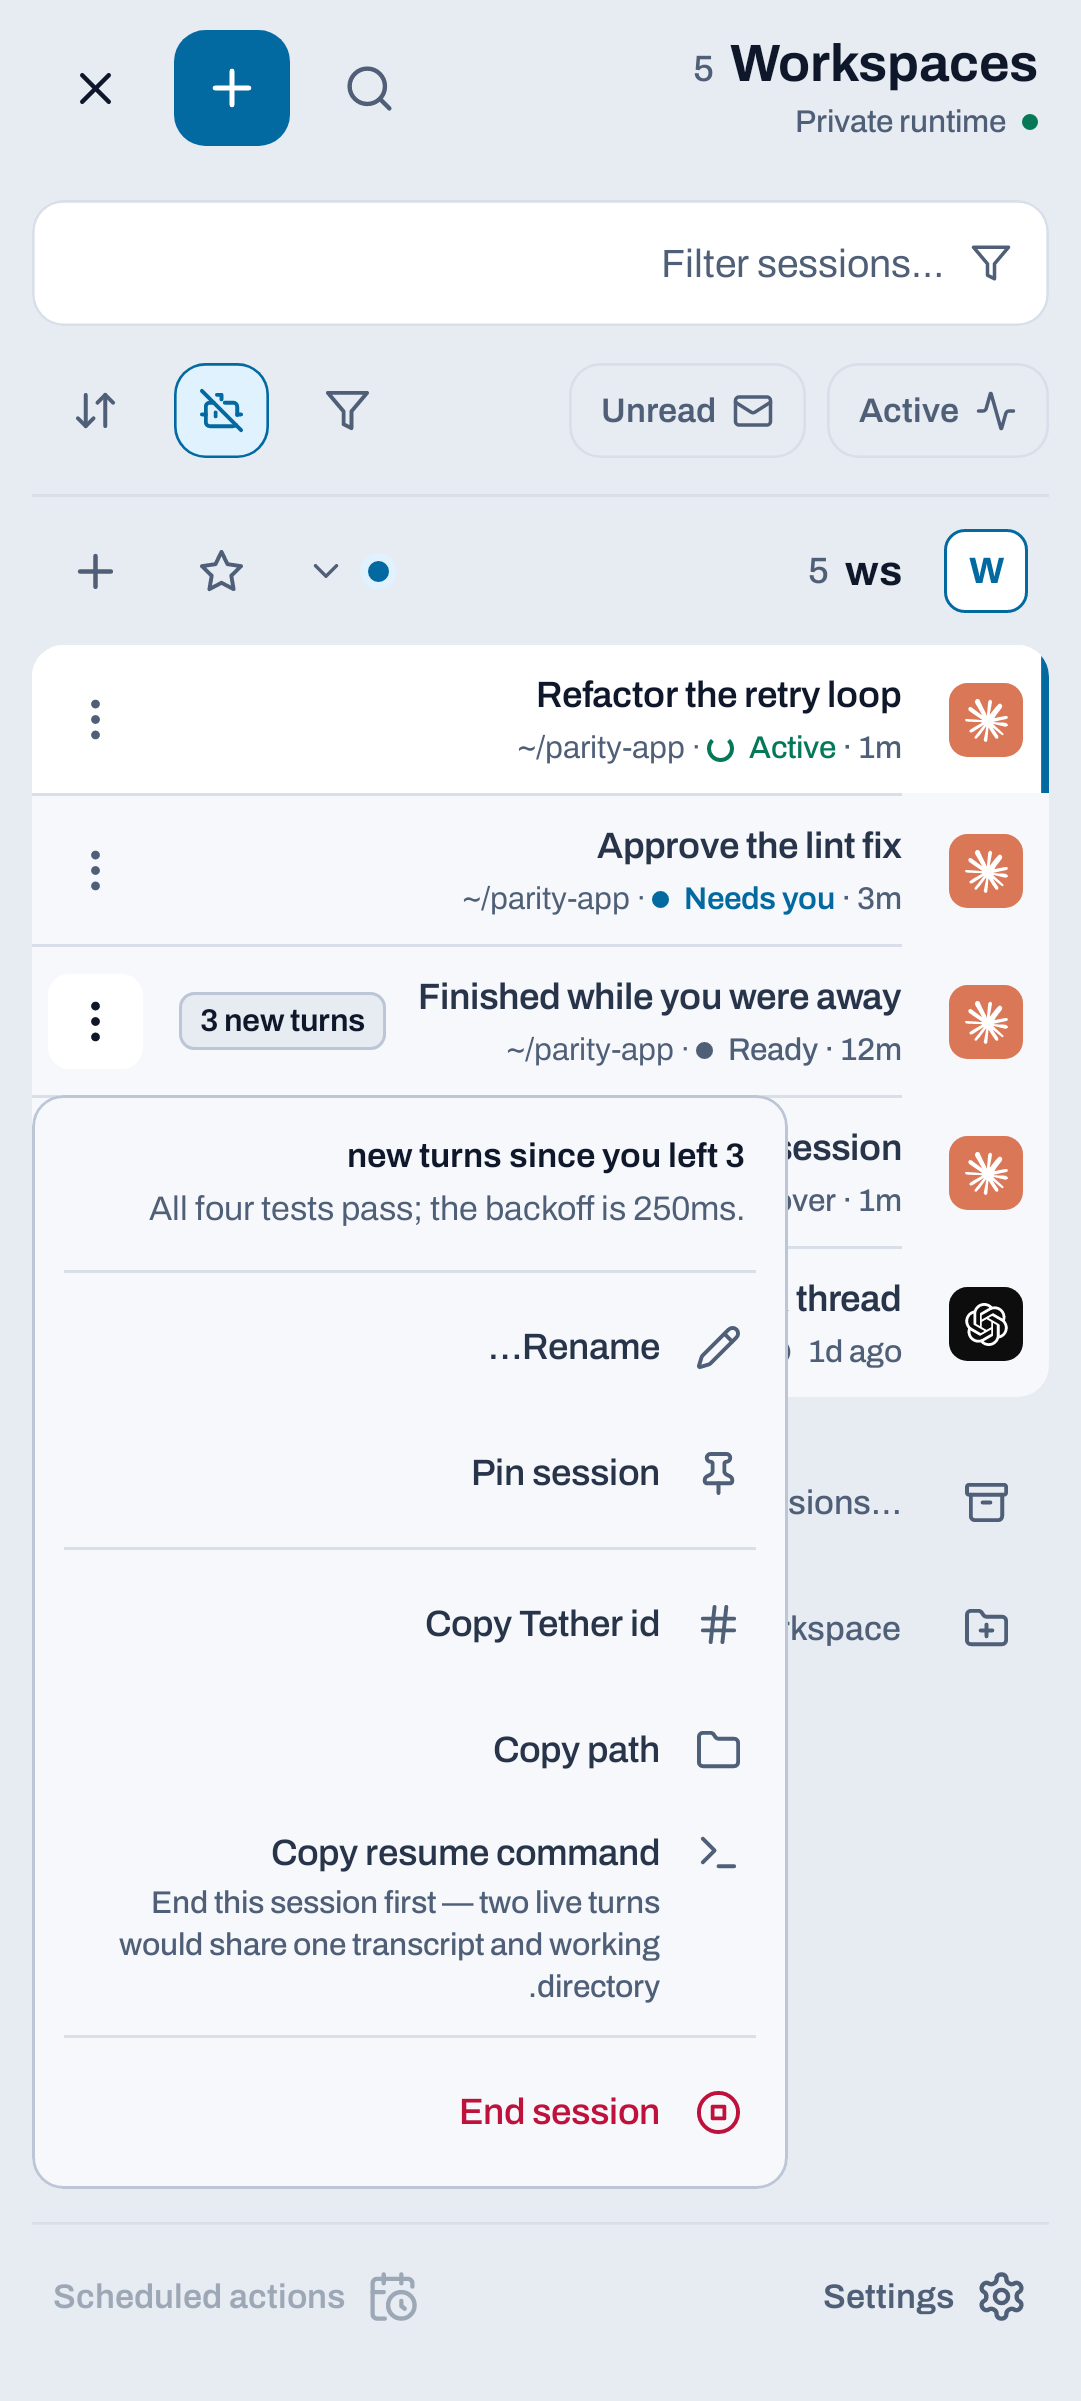 5 Workspaces
Private runtime
Filter sessions...
Unread
Active
5 ws
W
Refactor the retry loop
~/parity-app · Active · 1m
Approve the lint fix
~/parity-app · Needs you · 3m
3 new turns
Finished while you were away
~/parity-app · Ready · 12m
new turns since you left 3
All four tests pass; the backoff is 250ms.
session
· 1m
thread
1d ago
...Rename
Pin session
Copy Tether id
Copy path
Copy resume command
End this session first — two live turns
would share one transcript and working
.directory
End session
Scheduled actions
Settings